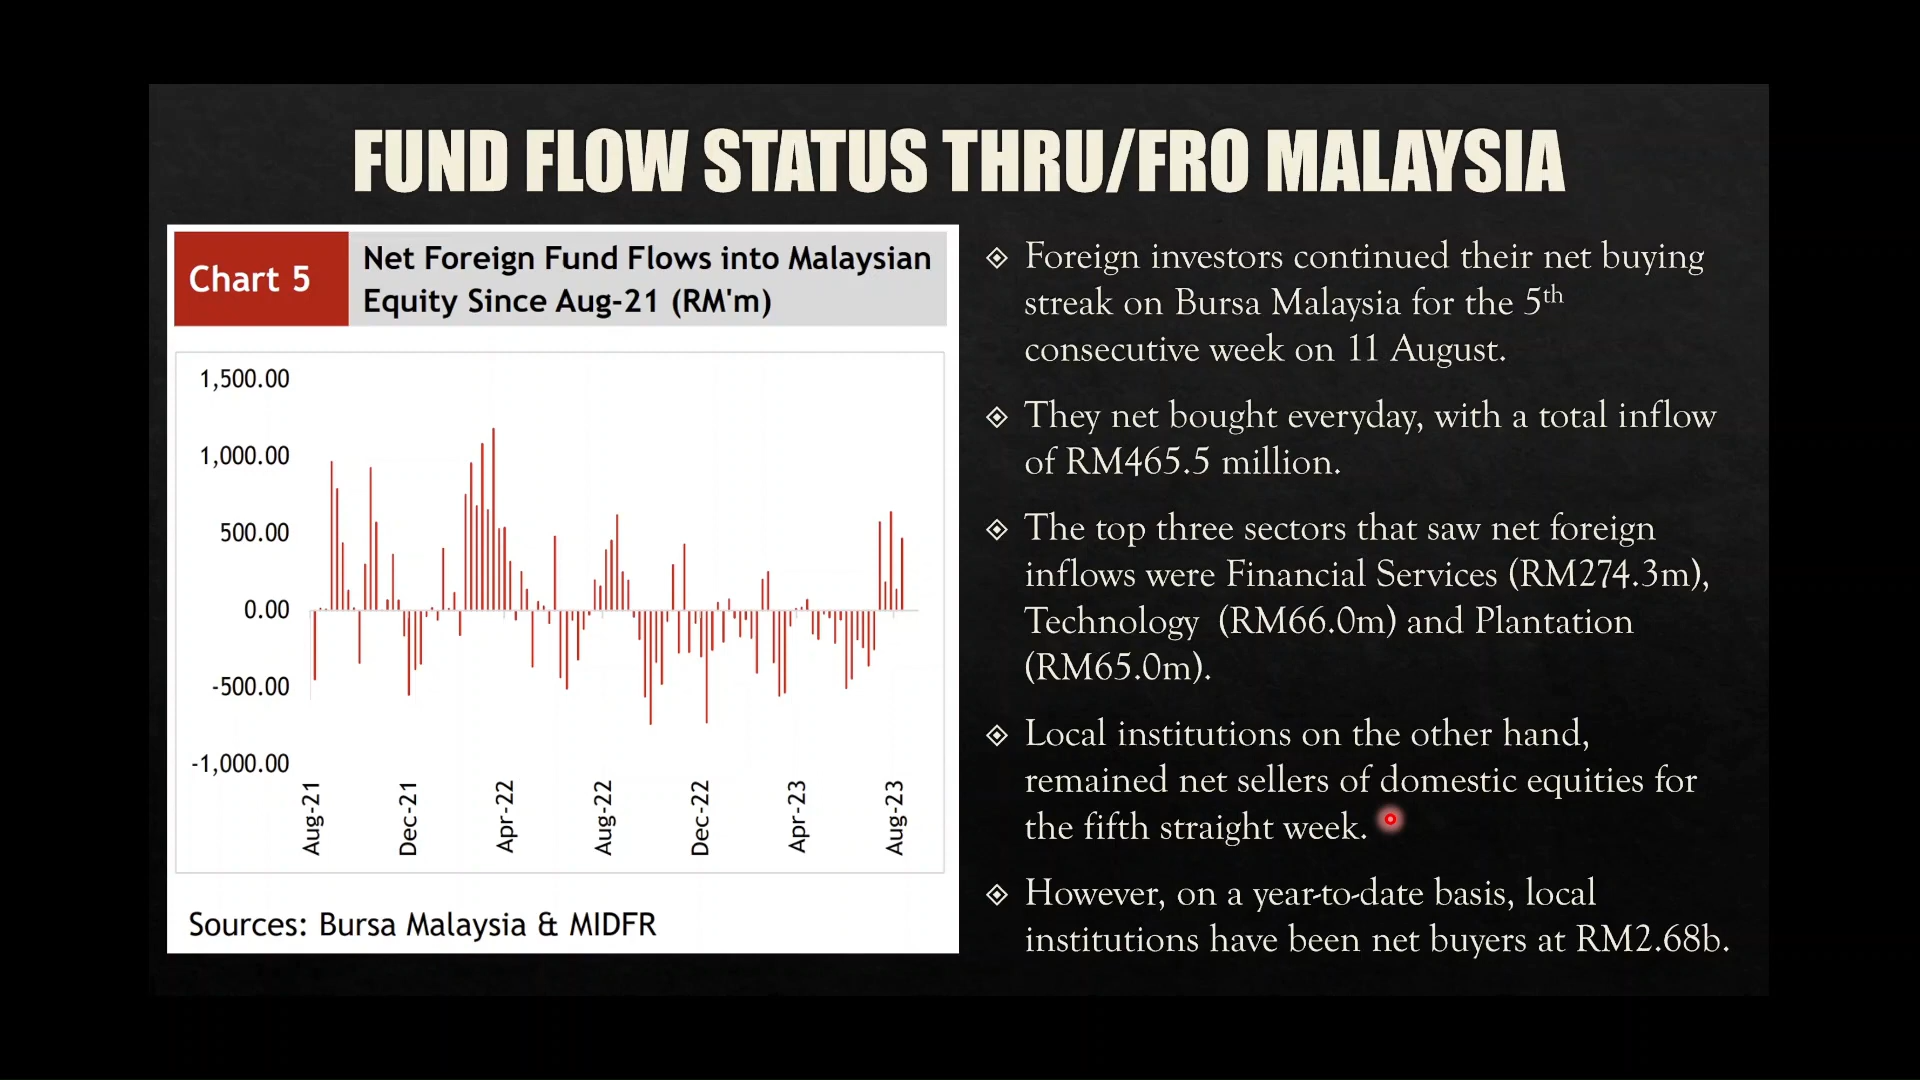 FUND FLOW STATUS THRU/FRO MALAYSIA
Chart 5
Net Foreign Fund Flows into Malaysian
Equity Since Aug-21 (RM'm)
1,500.00
1,000.00
500.00
0.00
-500.00
-1,000.00
Aug-21
Dec-21
Apr-22
Aug-22
Dec-22
Apr-23
Aug-23
Sources: Bursa Malaysia & MIDFR
Foreign investors continued their net buying
streak on Bursa Malaysia for the 5th
consecutive week on 11 August.
They net bought everyday, with a total inflow
of RM465.5 million.
The top three sectors that saw net foreign
inflows were Financial Services (RM274.3m),
Technology (RM66.0m) and Plantation
(RM65.0m).
Local institutions on the other hand,
remained net sellers of domestic equities for
the fifth straight week.
However, on a year-to-date basis, local
institutions have been net buyers at RM2.68b.